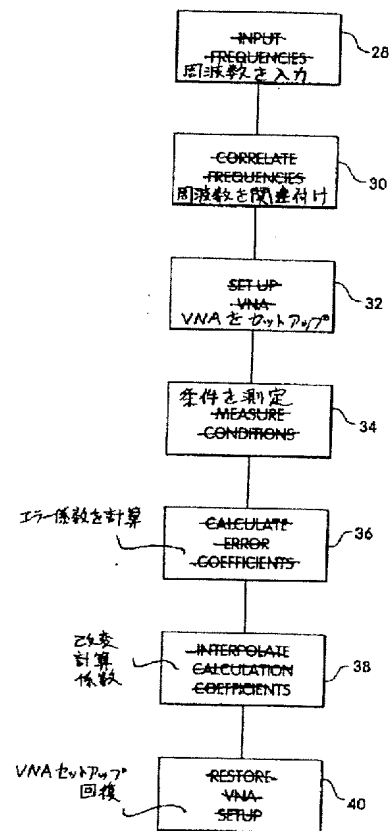 INPUT
FREQUENCIES
周波数を入力
28
CORRELATE
FREQUENCIES
周波数を関連付け
30
SET UP
VNA
VNAをセットアップ
32
条件を測定
MEASURE
CONDITIONS
34
エラー係数を計算
CALCULATE
ERROR
COEFFICIENTS
36
改変
計算
係数
INTERPOLATE
CALCULATION
COEFFICIENTS
38
VNAセットアップ
回復
RESTORE
VNA
SETUP
40